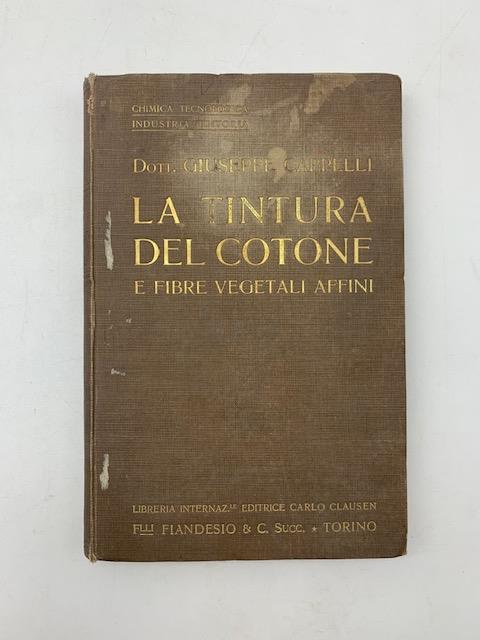 CHIMICA TECNOLOGICA
INDUSTRIA TINTORIA
DOTT. GIUSEPPE CAPPELLI
LA TINTURA
DEL COTONE
E FIBRE VEGETALI AFFINI
LIBRERIA INTERNAZ.LE EDITRICE CARLO CLAUSEN
FLLI FIANDESIO & C. SUCC. ★ TORINO